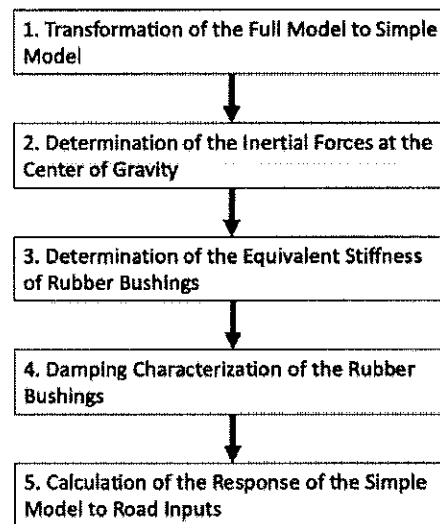 1. Transformation of the Full Model to Simple
Model
2. Determination of the Inertial Forces at the
Center of Gravity
3. Determination of the Equivalent Stiffness
of Rubber Bushings
4. Damping Characterization of the Rubber
Bushings
5. Calculation of the Response of the Simple
Model to Road Inputs